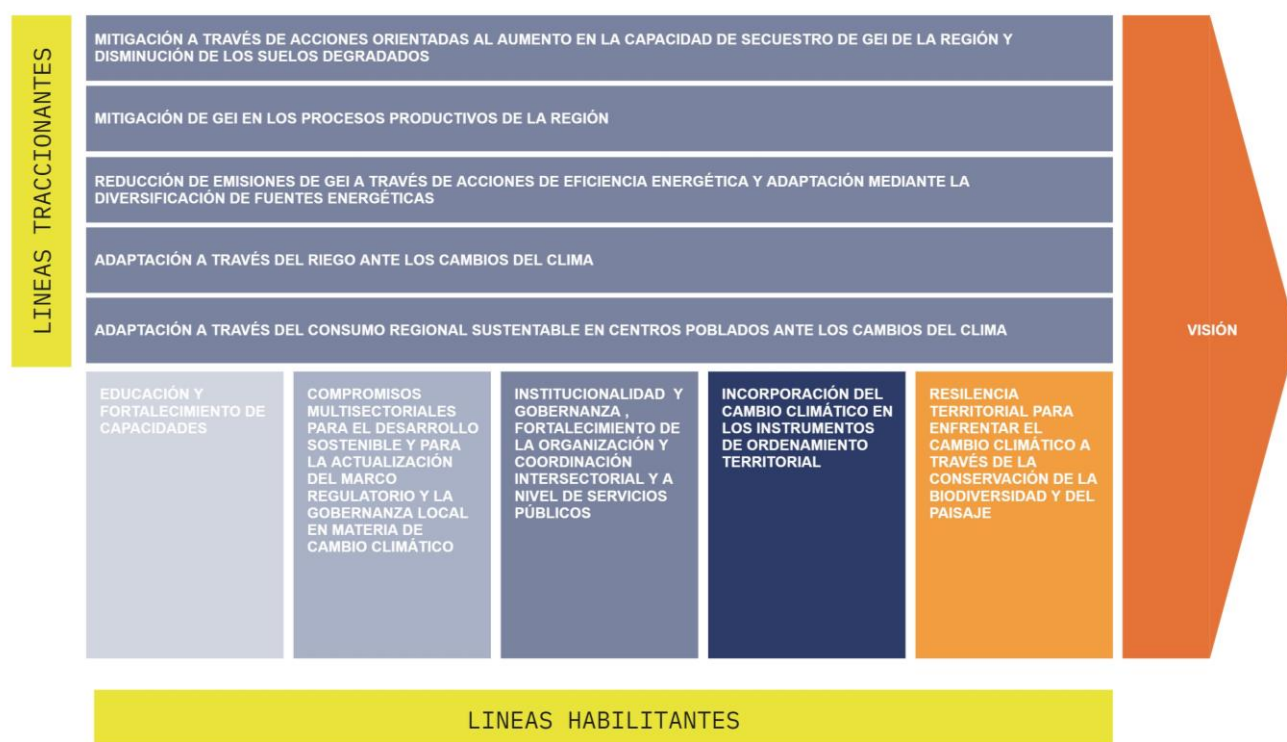 LINEAS TRACCIONANTES
MITIGACIÓN A TRAVÉS DE ACCIONES ORIENTADAS AL AUMENTO EN LA CAPACIDAD DE SECUESTRO DE GEI DE LA REGIÓN Y
DISMINUCIÓN DE LOS SUELOS DEGRADADOS
MITIGACIÓN DE GEI EN LOS PROCESOS PRODUCTIVOS DE LA REGIÓN
REDUCCIÓN DE EMISIONES DE GEI A TRAVÉS DE ACCIONES DE EFICIENCIA ENERGÉTICA Y ADAPTACIÓN MEDIANTE LA
DIVERSIFICACIÓN DE FUENTES ENERGÉTICAS
ADAPTACIÓN A TRAVÉS DEL RIEGO ANTE LOS CAMBIOS DEL CLIMA
ADAPTACIÓN A TRAVÉS DEL CONSUMO REGIONAL SUSTENTABLE EN CENTROS POBLADOS ANTE LOS CAMBIOS DEL CLIMA
VISIÓN
EDUCACIÓN Y
FORTALECIMIENTO DE
CAPACIDADES
COMPROMISOS
MULTISECTORIALES
PARA EL DESARROLLO
SOSTENIBLE Y PARA
LA ACTUALIZACIÓN
DEL MARCO
REGULATORIO Y LA
GOBERNANZA LOCAL
EN MATERIA DE
CAMBIO CLIMÁTICO
INSTITUCIONALIDAD Y
GOBERNANZA ,
FORTALECIMIENTO DE
LA ORGANIZACIÓN Y
COORDINACIÓN
INTERSECTORIAL Y A
NIVEL DE SERVICIOS
PÚBLICOS
INCORPORACIÓN DEL
CAMBIO CLIMÁTICO EN
LOS INSTRUMENTOS
DE ORDENAMIENTO
TERRITORIAL
RESILENCIA
TERRITORIAL PARA
ENFRENTAR EL
CAMBIO CLIMÁTICO A
TRAVÉS DE LA
CONSERVACIÓN DE LA
BIODIVERSIDAD Y DEL
PAISAJE
LINEAS HABILITANTES